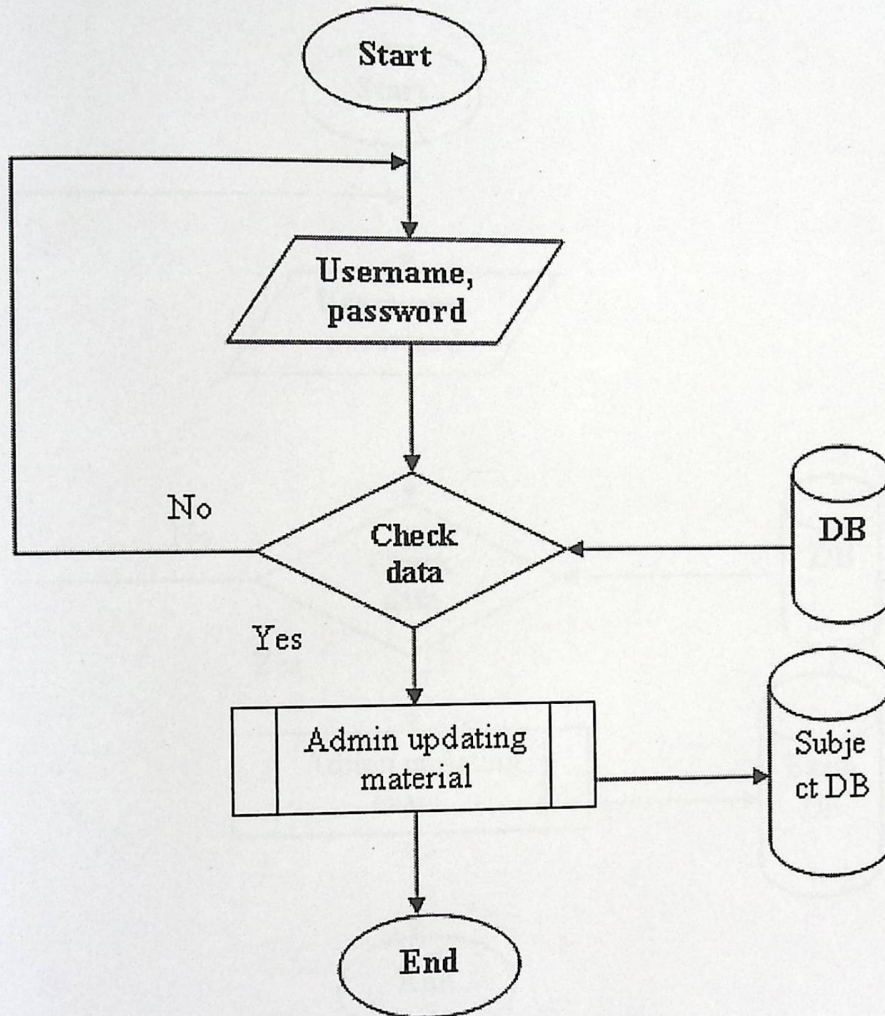 Start
Username,
password
No
Check
data
DB
Yes
Admin updating
material
Subje
ct DB
End